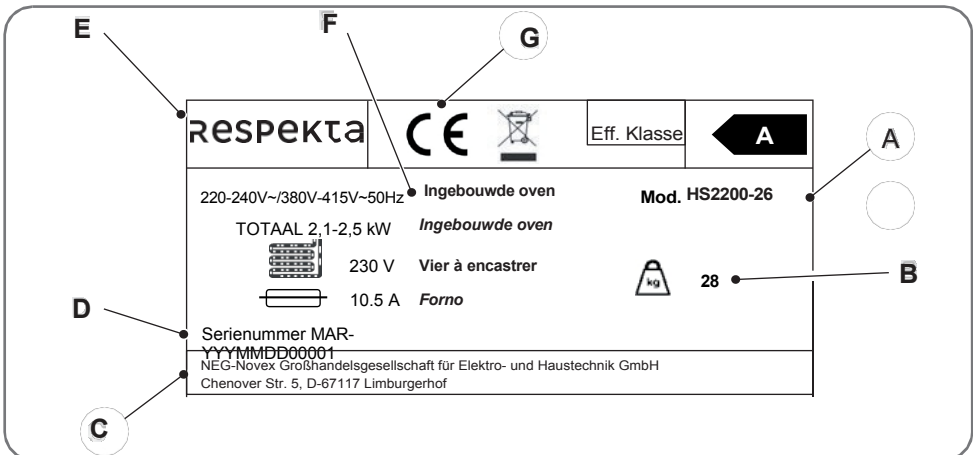 E F G
Respekta CE Eff. Klasse A A
220-240V~/380V-415V~50Hz Ingebouwde oven Mod. HS2200-26
TOTAAL 2,1-2,5 kW Ingebouwde oven
230 V Vier à encastrer kg 28 B
10.5 A Forno
D
Serienummer MAR-
YYYMMDD00001
NEG-Novex Großhandelsgesellschaft für Elektro- und Haustechnik GmbH
Chenover Str. 5, D-67117 Limburgerhof
C